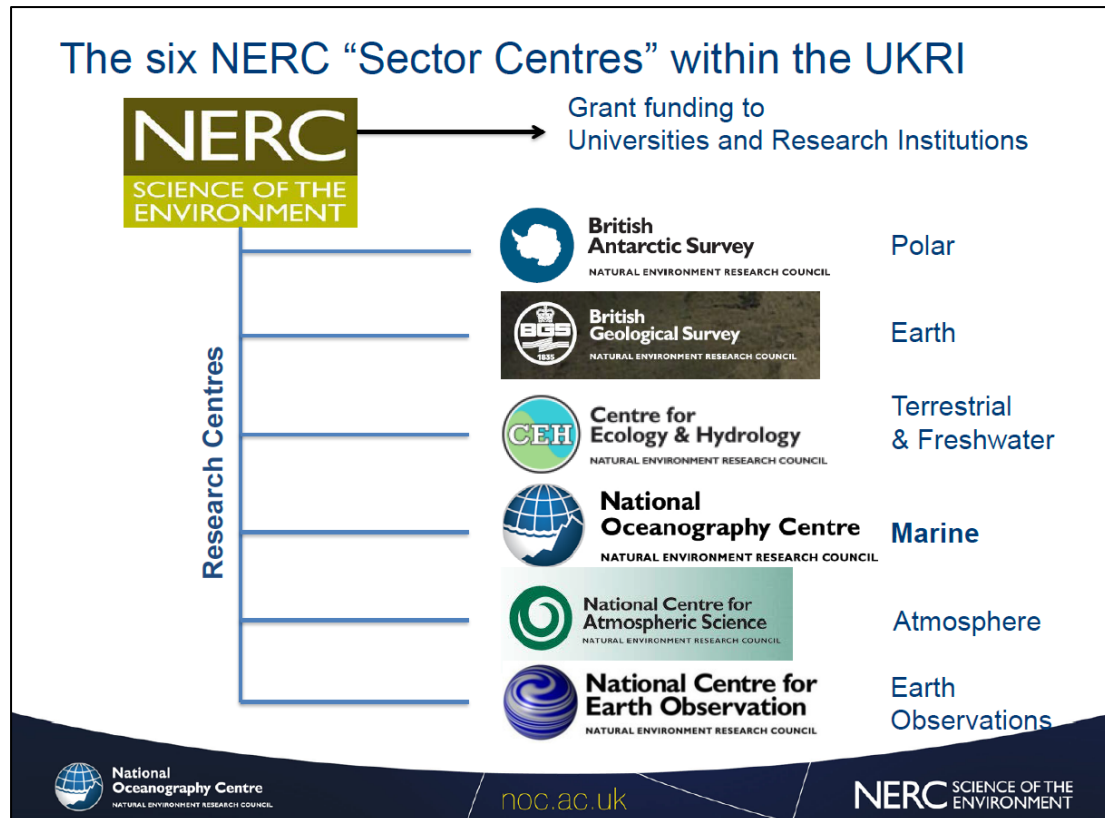 The six NERC “Sector Centres” within the UKRI
NERC
SCIENCE OF THE
ENVIRONMENT
Grant funding to
Universities and Research Institutions
Research Centres
British
Antarctic Survey
NATURAL ENVIRONMENT RESEARCH COUNCIL
Polar
BGS
1835
British
Geological Survey
NATURAL ENVIRONMENT RESEARCH COUNCIL
Earth
CEH
Centre for
Ecology & Hydrology
NATURAL ENVIRONMENT RESEARCH COUNCIL
Terrestrial
& Freshwater
National
Oceanography Centre
NATURAL ENVIRONMENT RESEARCH COUNCIL
Marine
National Centre for
Atmospheric Science
NATURAL ENVIRONMENT RESEARCH COUNCIL
Atmosphere
National Centre for
Earth Observation
NATURAL ENVIRONMENT RESEARCH COUNCIL
Earth
Observations
National
Oceanography Centre
NATURAL ENVIRONMENT RESEARCH COUNCIL
noc.ac.uk
NERC
SCIENCE OF THE
ENVIRONMENT